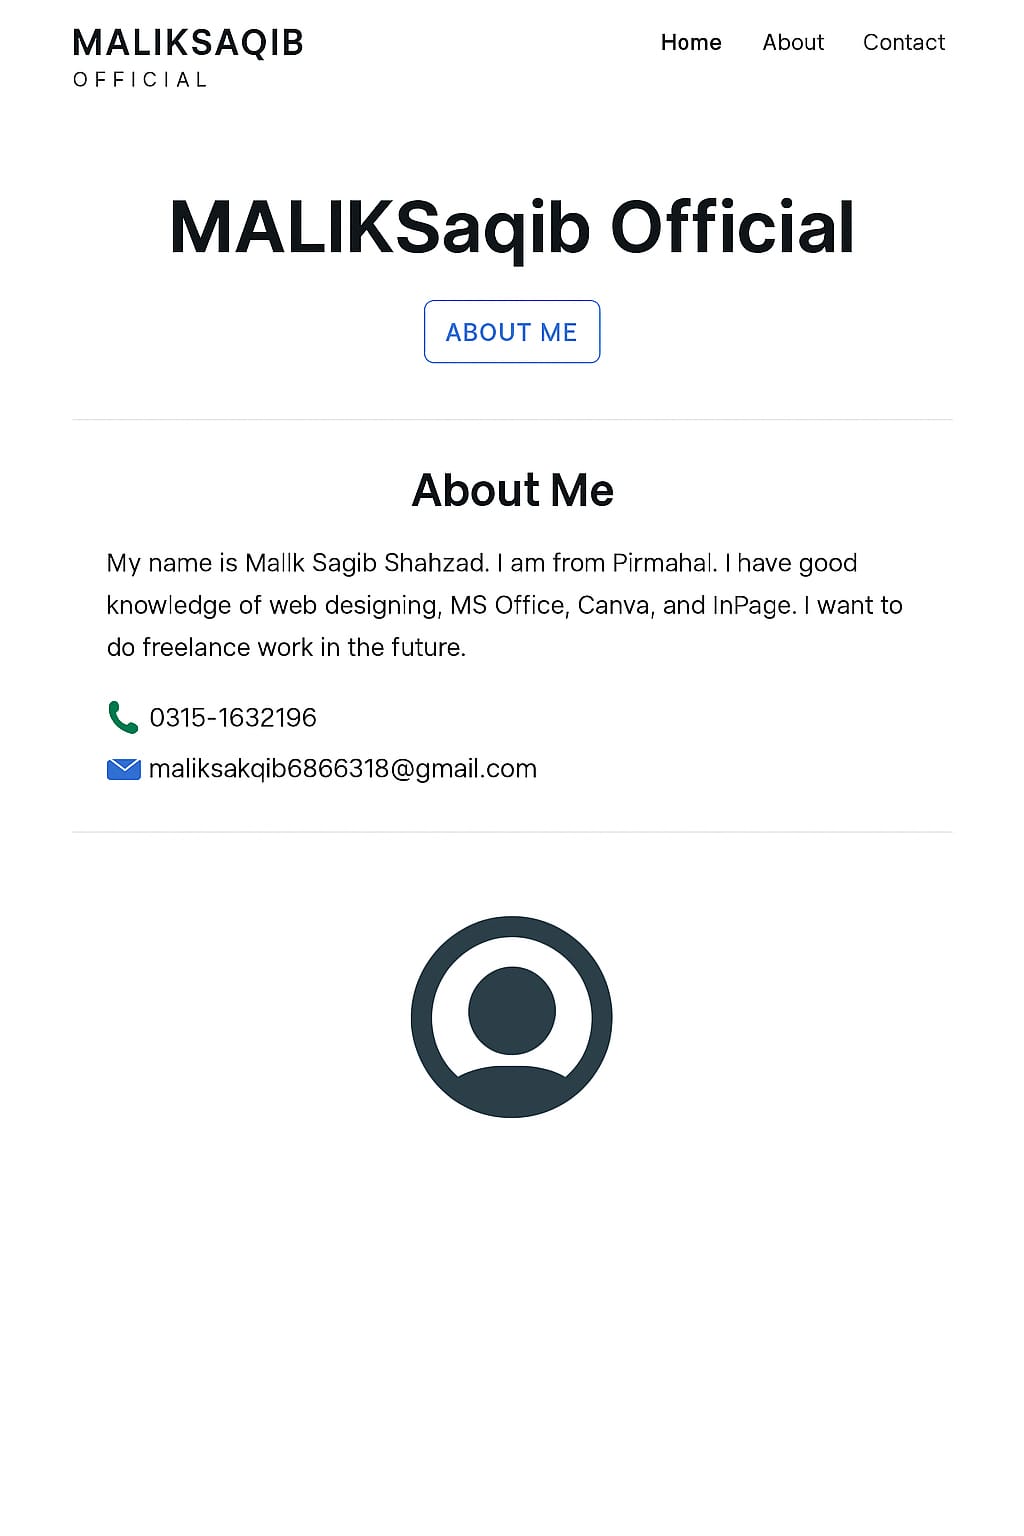 MALIKSAQIB
OFFICIAL
Home About Contact
MALIKSaqib Official
ABOUT ME
About Me
My name is Mallk Sagib Shahzad. I am from Pirmahal. I have good
knowledge of web designing, MS Office, Canva, and InPage. I want to
do freelance work in the future.
0315-1632196
maliksakqib6866318@gmail.com